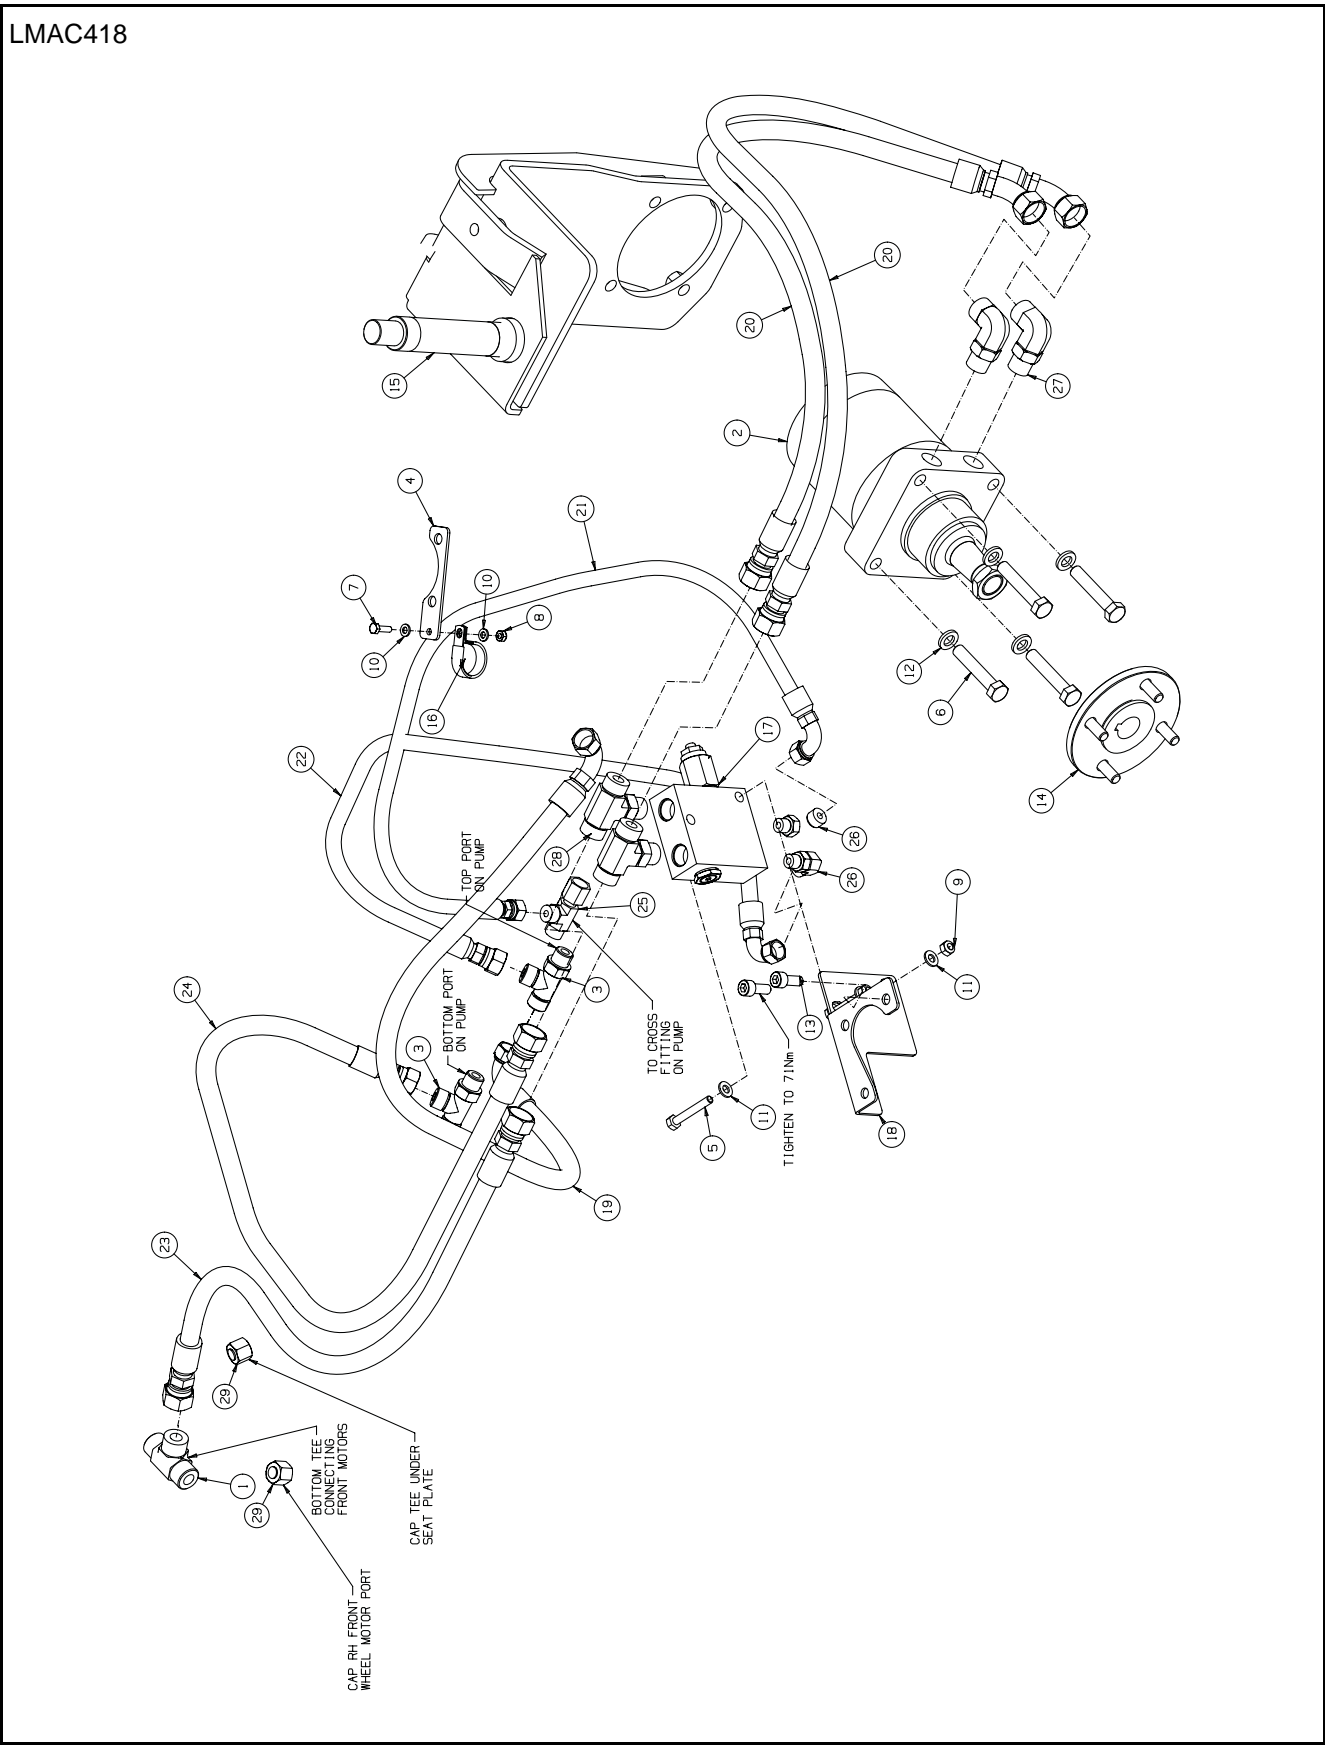 LMAC418
20
20
27
15
2
4
21
7
10
10
8
16
12
6
17
14
22
28
TOP PORT
ON PUMP
25
26
26
9
3
13
11
24
BOTTOM PORT
ON PUMP
3
TO CROSS
FITTING
ON PUMP
11
5
TIGHTEN TO 71Nm
18
19
23
29
BOTTOM TEE
CONNECTING
FRONT MOTORS
1
29
CAP TEE UNDER
SEAT PLATE
CAP RH FRONT
WHEEL MOTOR PORT